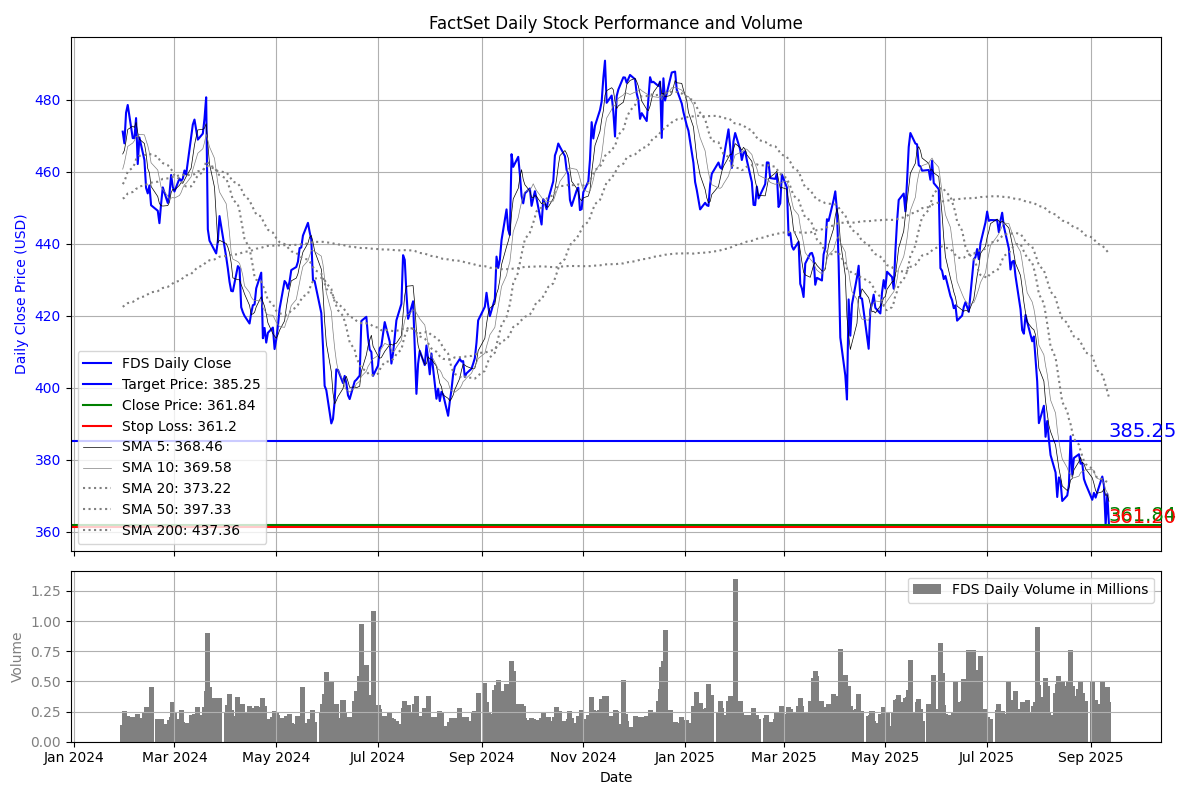 FactSet Daily Stock Performance and Volume
Daily Close Price (USD)
480
460
440
420
400
380
360
FDS Daily Close
Target Price: 385.25
Close Price: 361.84
Stop Loss: 361.2
SMA 5: 368.46
SMA 10: 369.58
SMA 20: 373.22
SMA 50: 397.33
SMA 200: 437.36
385.25
361.84
361.20
Volume
1.25
1.00
0.75
0.50
0.25
0.00
FDS Daily Volume in Millions
Jan 2024 Mar 2024 May 2024 Jul 2024 Sep 2024 Nov 2024 Jan 2025 Mar 2025 May 2025 Jul 2025 Sep 2025
Date